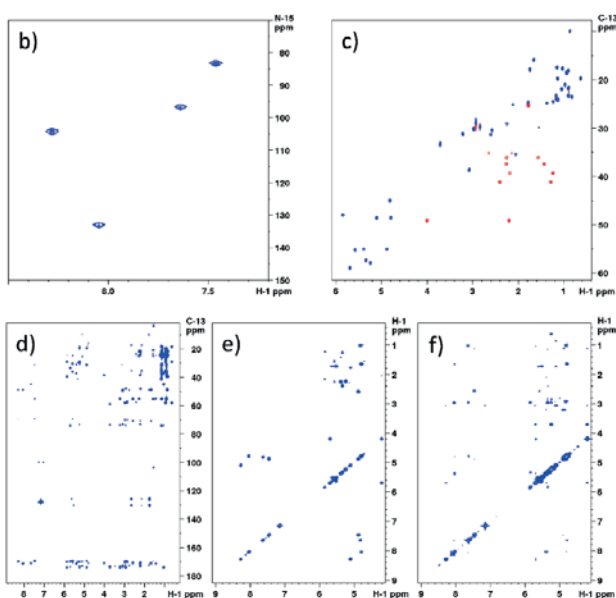 b)
N-15
ppm
80
90
100
110
120
130
140
150
8.0 7.5 H-1 ppm
c)
C-13
ppm
20
30
40
50
60
6 5 4 3 2 1 H-1 ppm
d)
C-13
ppm
20
40
60
80
100
120
140
160
180
8 7 6 5 4 3 2 1 H-1 ppm
e)
H-1
ppm
1
2
3
4
5
6
7
8
9
8 7 6 5 H-1 ppm
f)
H-1
ppm
1
2
3
4
5
6
7
8
9
9 8 7 6 5 H-1 ppm